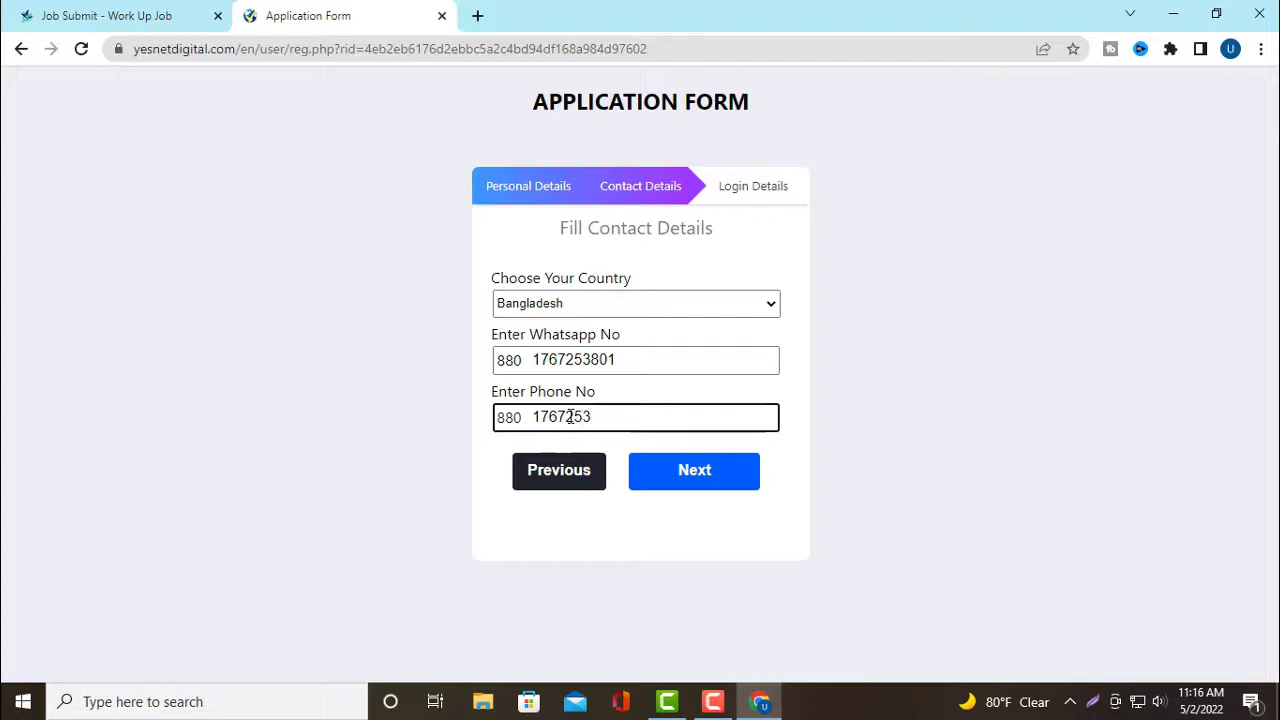 Job Submit - Work Up Job
Application Form
yesnetdigital.com/en/user/reg.php?rid=4eb2eb6176d2ebbc5a2c4bd94df168a984d97602
U
APPLICATION FORM
Personal Details
Contact Details
Login Details
Fill Contact Details
Choose Your Country
Bangladesh
Enter Whatsapp No
880 1767253801
Enter Phone No
880 1767253
Previous
Next
Type here to search
80°F Clear
11:16 AM
5/2/2022
1